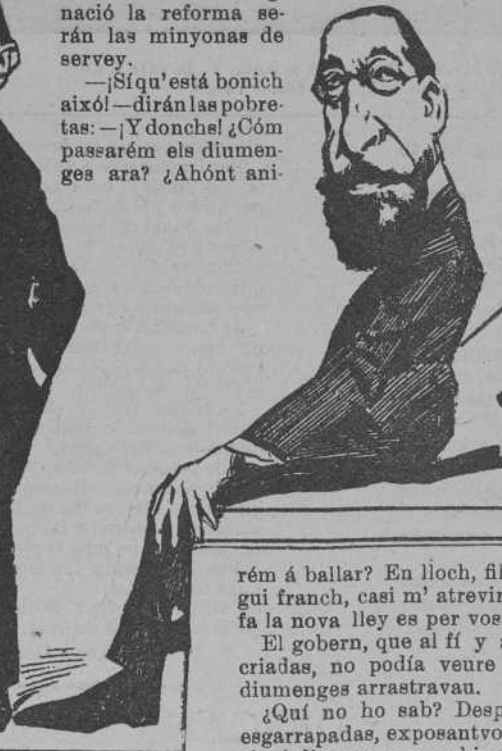 nació la reforma se-
rán las minyonas de
servey.
—¡Sí qu' está bonich
aixó!—dirán las pobre-
tas:—¡Y donchs! ¿Cóm
passarém els diumen-
ges ara? ¿Ahónt ani-
rém á ballar? En lloch,
gui franch, casi m' atrevir
fa la nova lley es per vos
El gobern, que al fí y
criadas, no podía veure
diumenges arrastravau.
¿Quí no ho sab? Desp
esgarrapadas, exposantvo